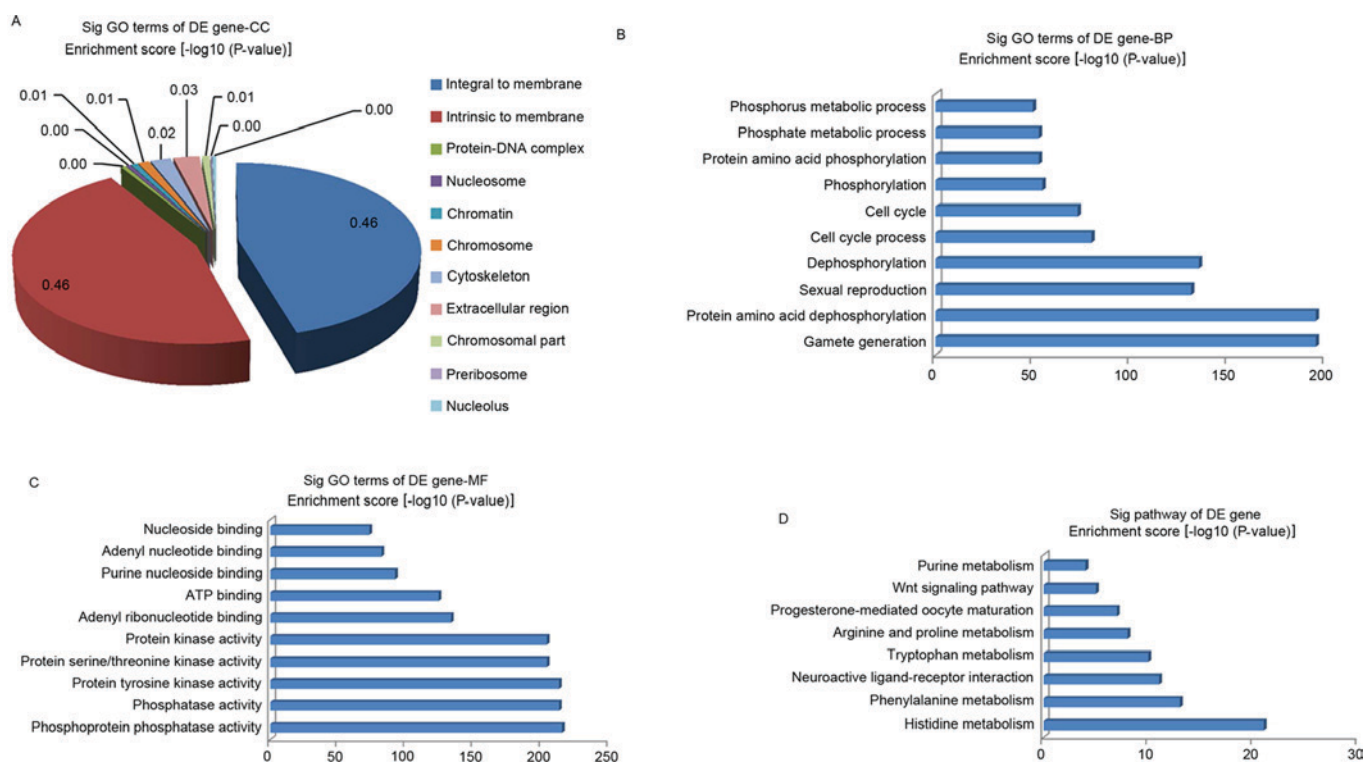 A
Sig GO terms of DE gene-CC
Enrichment score [-log10 (P-value)]
0.03
0.01
0.01
0.01
0.00
0.00
0.02
0.00
0.00
0.46
0.46
Integral to membrane
Intrinsic to membrane
Protein-DNA complex
Nucleosome
Chromatin
Chromosome
Cytoskeleton
Extracellular region
Chromosomal part
Preribosome
Nucleolus
B
Sig GO terms of DE gene-BP
Enrichment score [-log10 (P-value)]
Phosphorus metabolic process
Phosphate metabolic process
Protein amino acid phosphorylation
Phosphorylation
Cell cycle
Cell cycle process
Dephosphorylation
Sexual reproduction
Protein amino acid dephosphorylation
Gamete generation
0 50 100 150 200
C
Sig GO terms of DE gene-MF
Enrichment score [-log10 (P-value)]
Nucleoside binding
Adenyl nucleotide binding
Purine nucleoside binding
ATP binding
Adenyl ribonucleotide binding
Protein kinase activity
Protein serine/threonine kinase activity
Protein tyrosine kinase activity
Phosphatase activity
Phosphoprotein phosphatase activity
0 50 100 150 200 250
D
Sig pathway of DE gene
Enrichment score [-log10 (P-value)]
Purine metabolism
Wnt signaling pathway
Progesterone-mediated oocyte maturation
Arginine and proline metabolism
Tryptophan metabolism
Neuroactive ligand-receptor interaction
Phenylalanine metabolism
Histidine metabolism
0 10 20 30